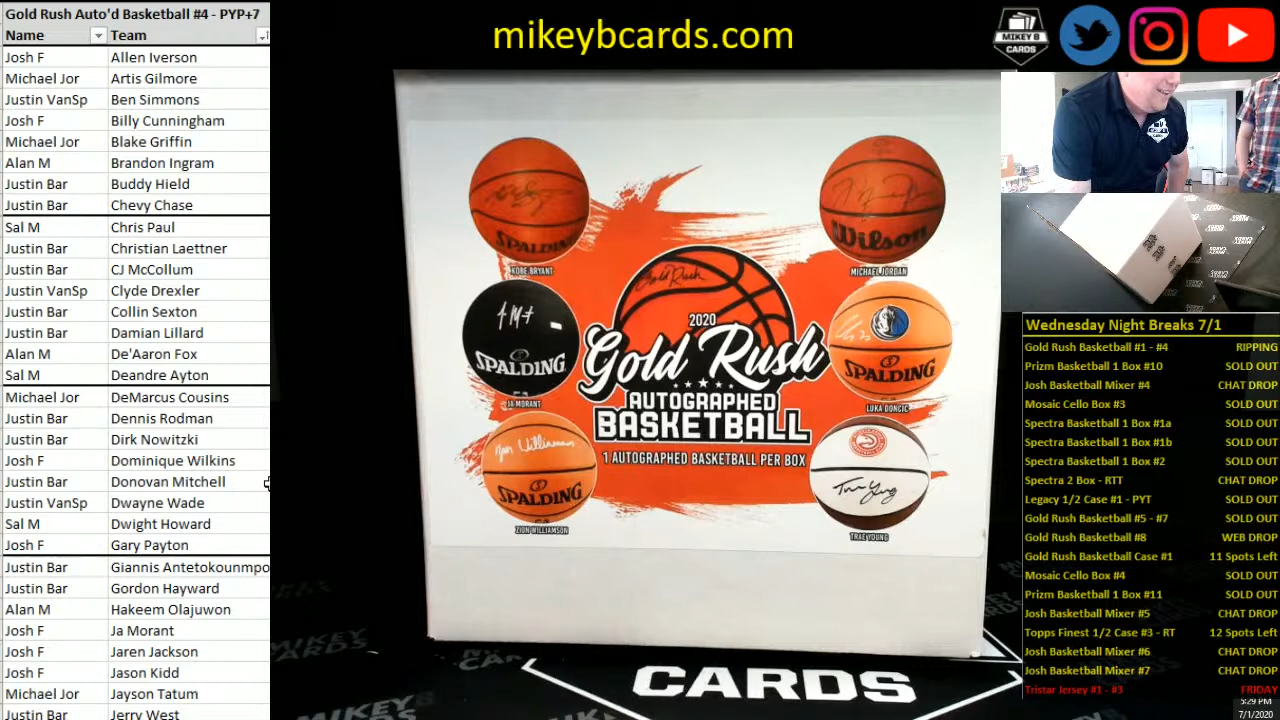 Gold Rush Auto'd Basketball #4 - PYP+7
Name Team
Josh F Allen Iverson
Michael Jor Artis Gilmore
Justin VanSp Ben Simmons
Josh F Billy Cunningham
Michael Jor Blake Griffin
Alan M Brandon Ingram
Justin Bar Buddy Hield
Justin Bar Chevy Chase
Sal M Chris Paul
Justin Bar Christian Laettner
Justin Bar CJ McCollum
Justin VanSp Clyde Drexler
Justin Bar Collin Sexton
Justin Bar Damian Lillard
Alan M De'Aaron Fox
Sal M Deandre Ayton
Michael Jor DeMarcus Cousins
Justin Bar Dennis Rodman
Justin Bar Dirk Nowitzki
Josh F Dominique Wilkins
Justin Bar Donovan Mitchell
Justin VanSp Dwayne Wade
Sal M Dwight Howard
Josh F Gary Payton
Justin Bar Giannis Antetokounmpo
Justin Bar Gordon Hayward
Alan M Hakeem Olajuwon
Josh F Ja Morant
Josh F Jaren Jackson
Josh F Jason Kidd
Michael Jor Jayson Tatum
Justin Bar Jerry West
mikeybcards.com
MIKEY B
CARDS
SPALDING
KOBE BRYANT
Wilson
MICHAEL JORDAN
SPALDING
JA MORANT
SPALDING
LUKA DONCIC
SPALDING
ZION WILLIAMSON
TRAE YOUNG
Gold Rush
2020
Gold Rush
AUTOGRAPHED
BASKETBALL
1 AUTOGRAPHED BASKETBALL PER BOX
CARDS
Wednesday Night Breaks 7/1
Gold Rush Basketball #1 - #4 RIPPING
Prizm Basketball 1 Box #10 SOLD OUT
Josh Basketball Mixer #4 CHAT DROP
Mosaic Cello Box #3 SOLD OUT
Spectra Basketball 1 Box #1a SOLD OUT
Spectra Basketball 1 Box #1b SOLD OUT
Spectra Basketball 1 Box #2 SOLD OUT
Spectra 2 Box - RTT CHAT DROP
Legacy 1/2 Case #1 - PYT SOLD OUT
Gold Rush Basketball #5 - #7 SOLD OUT
Gold Rush Basketball #8 WEB DROP
Gold Rush Basketball Case #1 11 Spots Left
Mosaic Cello Box #4 SOLD OUT
Prizm Basketball 1 Box #11 SOLD OUT
Josh Basketball Mixer #5 CHAT DROP
Topps Finest 1/2 Case #3 - RT 12 Spots Left
Josh Basketball Mixer #6 CHAT DROP
Josh Basketball Mixer #7 CHAT DROP
Tristar Jersey #1 - #3 FRIDAY
5:29 PM
7/1/2020